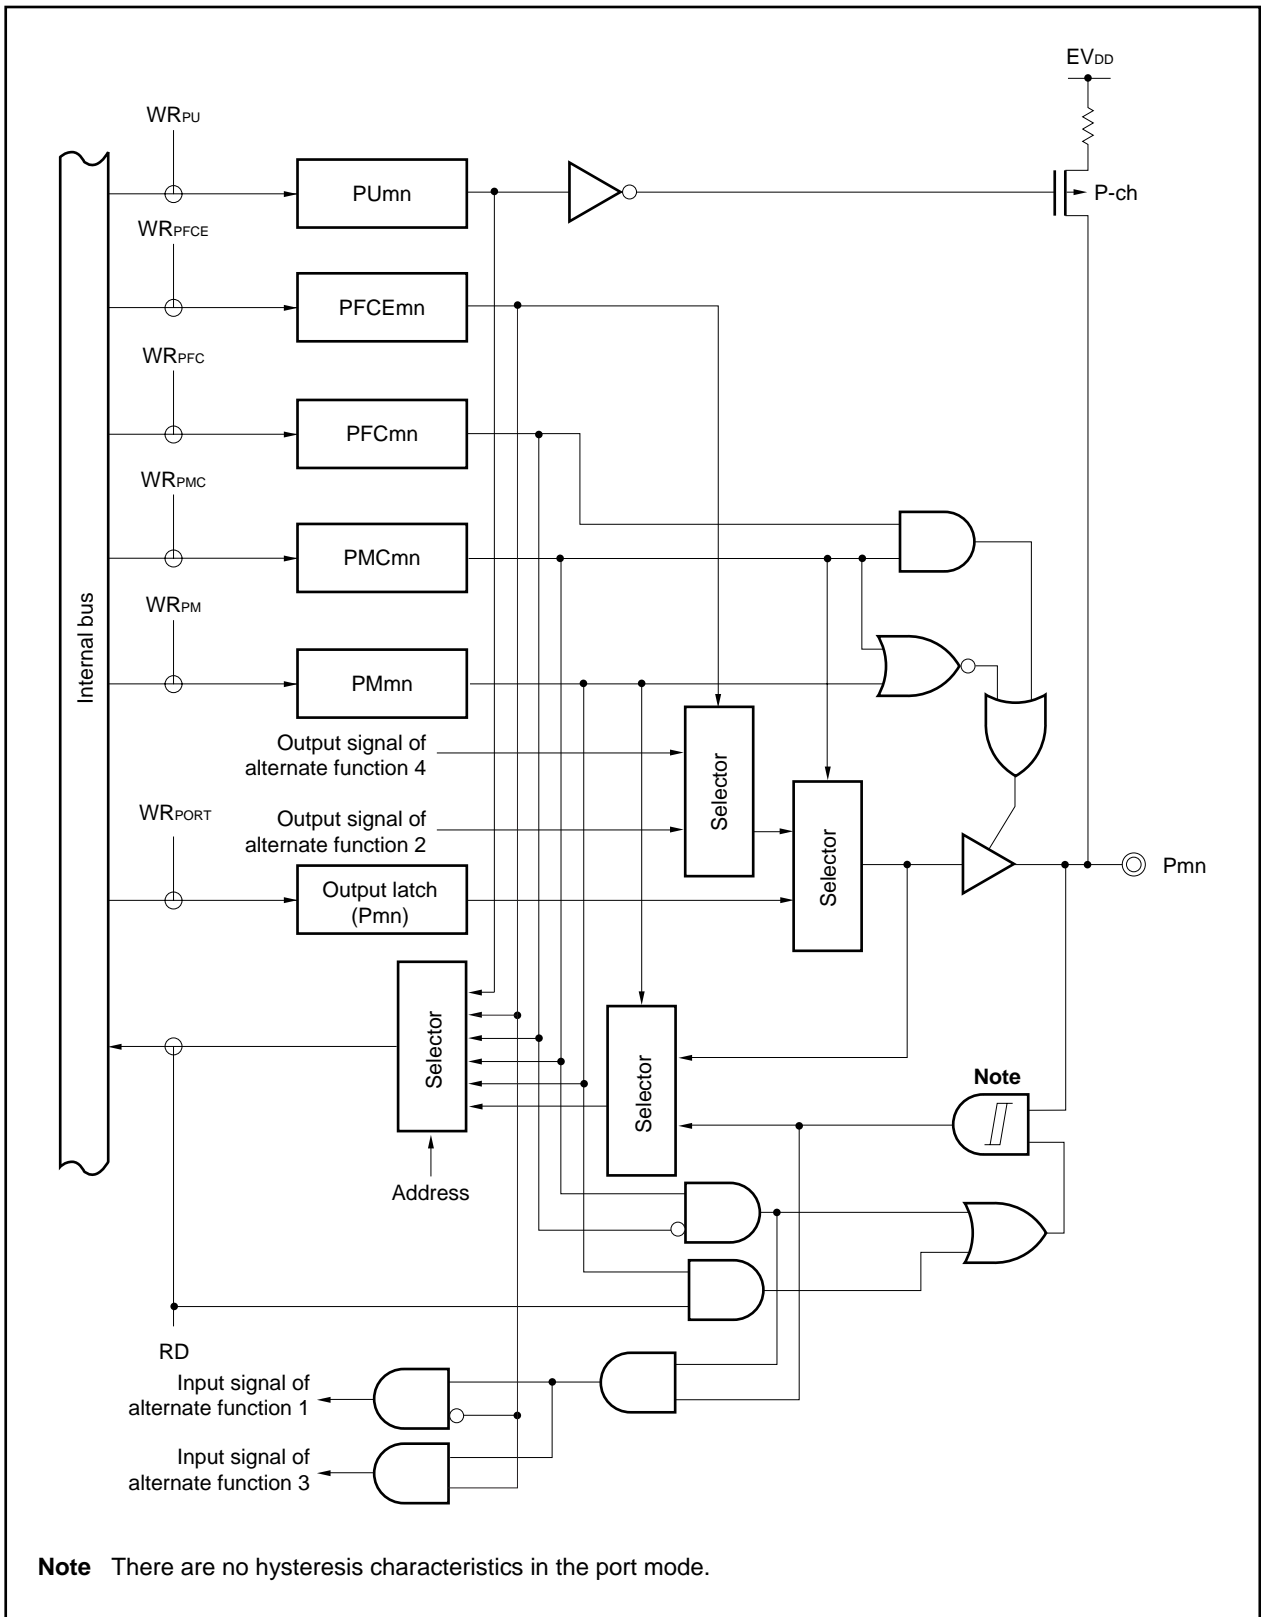 EVDD
WRPU
PUmn
P-ch
WRPFCE
PFCEmn
WRPFC
PFCmn
WRPMC
PMCmn
Internal bus
WRPM
PMmn
Output signal of
alternate function 4
Selector
WRPORT
Output signal of
alternate function 2
Selector
Pmn
Output latch
(Pmn)
Selector
Selector
Note
Address
RD
Input signal of
alternate function 1
Input signal of
alternate function 3
Note There are no hysteresis characteristics in the port mode.